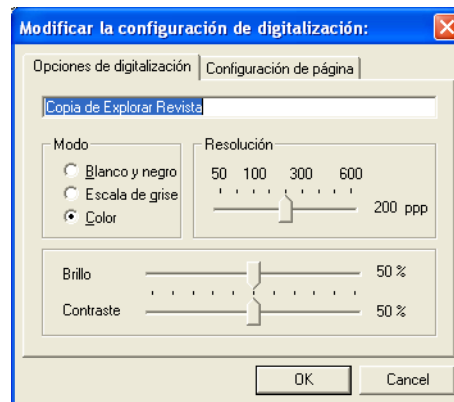 Modificar la configuración de digitalización:
Opciones de digitalización Configuración de página
Copia de Explorar Revista
Modo
Blanco y negro
Escala de grise
Color
Resolución
50 100 300 600
200 ppp
Brillo 50 %
Contraste 50 %
OK Cancel